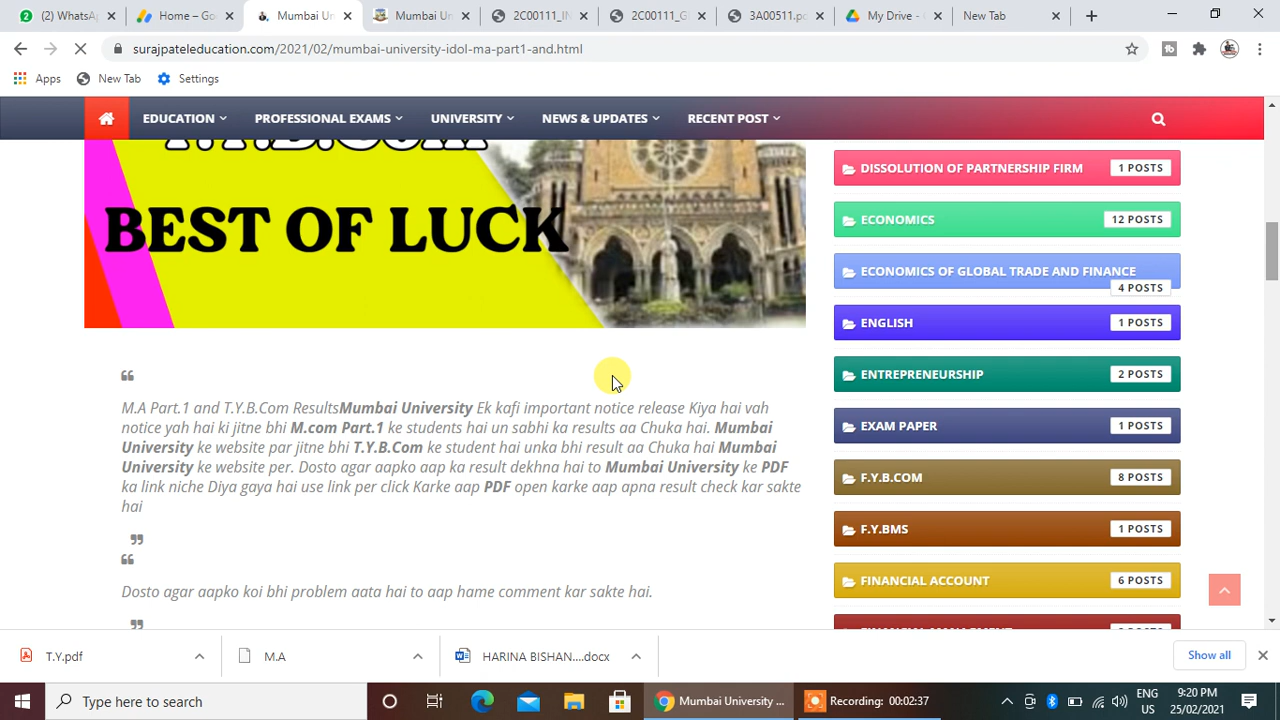 (2) WhatsA
Home – Goo
Mumbai Un
Mumbai Uni
2C00111_IN
2C00111_G
3A00511.pd
My Drive - G
New Tab
surajpateleducation.com/2021/02/mumbai-university-idol-ma-part1-and.html
Apps
New Tab
Settings
EDUCATION
PROFESSIONAL EXAMS
UNIVERSITY
NEWS & UPDATES
RECENT POST
BEST OF LUCK
DISSOLUTION OF PARTNERSHIP FIRM 1 POSTS
ECONOMICS 12 POSTS
ECONOMICS OF GLOBAL TRADE AND FINANCE
4 POSTS
ENGLISH 1 POSTS
ENTREPRENEURSHIP 2 POSTS
EXAM PAPER 1 POSTS
F.Y.B.COM 8 POSTS
F.Y.BMS 1 POSTS
FINANCIAL ACCOUNT 6 POSTS
❝
M.A Part.1 and T.Y.B.Com ResultsMumbai University Ek kafi important notice release Kiya hai vah
notice yah hai ki jitne bhi M.com Part.1 ke students hai un sabhi ka results aa Chuka hai. Mumbai
University ke website par jitne bhi T.Y.B.Com ke student hai unka bhi result aa Chuka hai Mumbai
University ke website per. Dosto agar aapko aap ka result dekhna hai to Mumbai University ke PDF
ka link niche Diya gaya hai use link per click Karke aap PDF open karke aap apna result check kar sakte
hai
❞
❝
Dosto agar aapko koi bhi problem aata hai to aap hame comment kar sakte hai.
❞
T.Y.pdf
M.A
HARINA BISHAN....docx
Show all
Type here to search
Mumbai University ...
Recording: 00:02:37
ENG
US
9:20 PM
25/02/2021